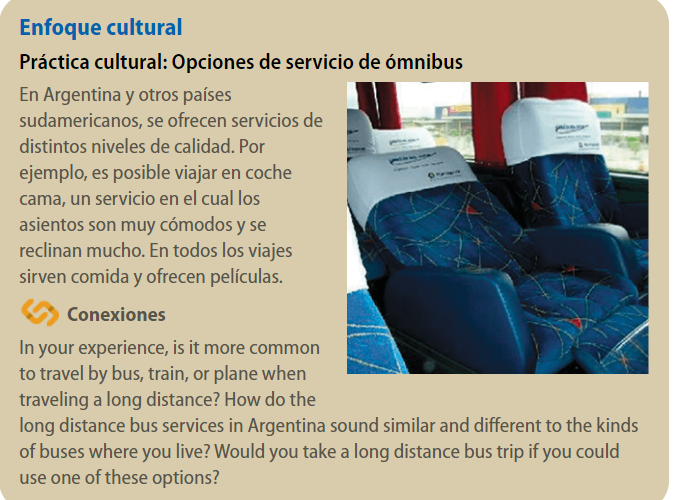 Enfoque cultural
Práctica cultural: Opciones de servicio de ómnibus
En Argentina y otros países
sudamericanos, se ofrecen servicios de
distintos niveles de calidad. Por
ejemplo, es posible viajar en coche
cama, un servicio en el cual los
asientos son muy cómodos y se
reclinan mucho. En todos los viajes
sirven comida y ofrecen películas.
Conexiones
In your experience, is it more common
to travel by bus, train, or plane when
traveling a long distance? How do the
long distance bus services in Argentina sound similar and different to the kinds
of buses where you live? Would you take a long distance bus trip if you could
use one of these options?